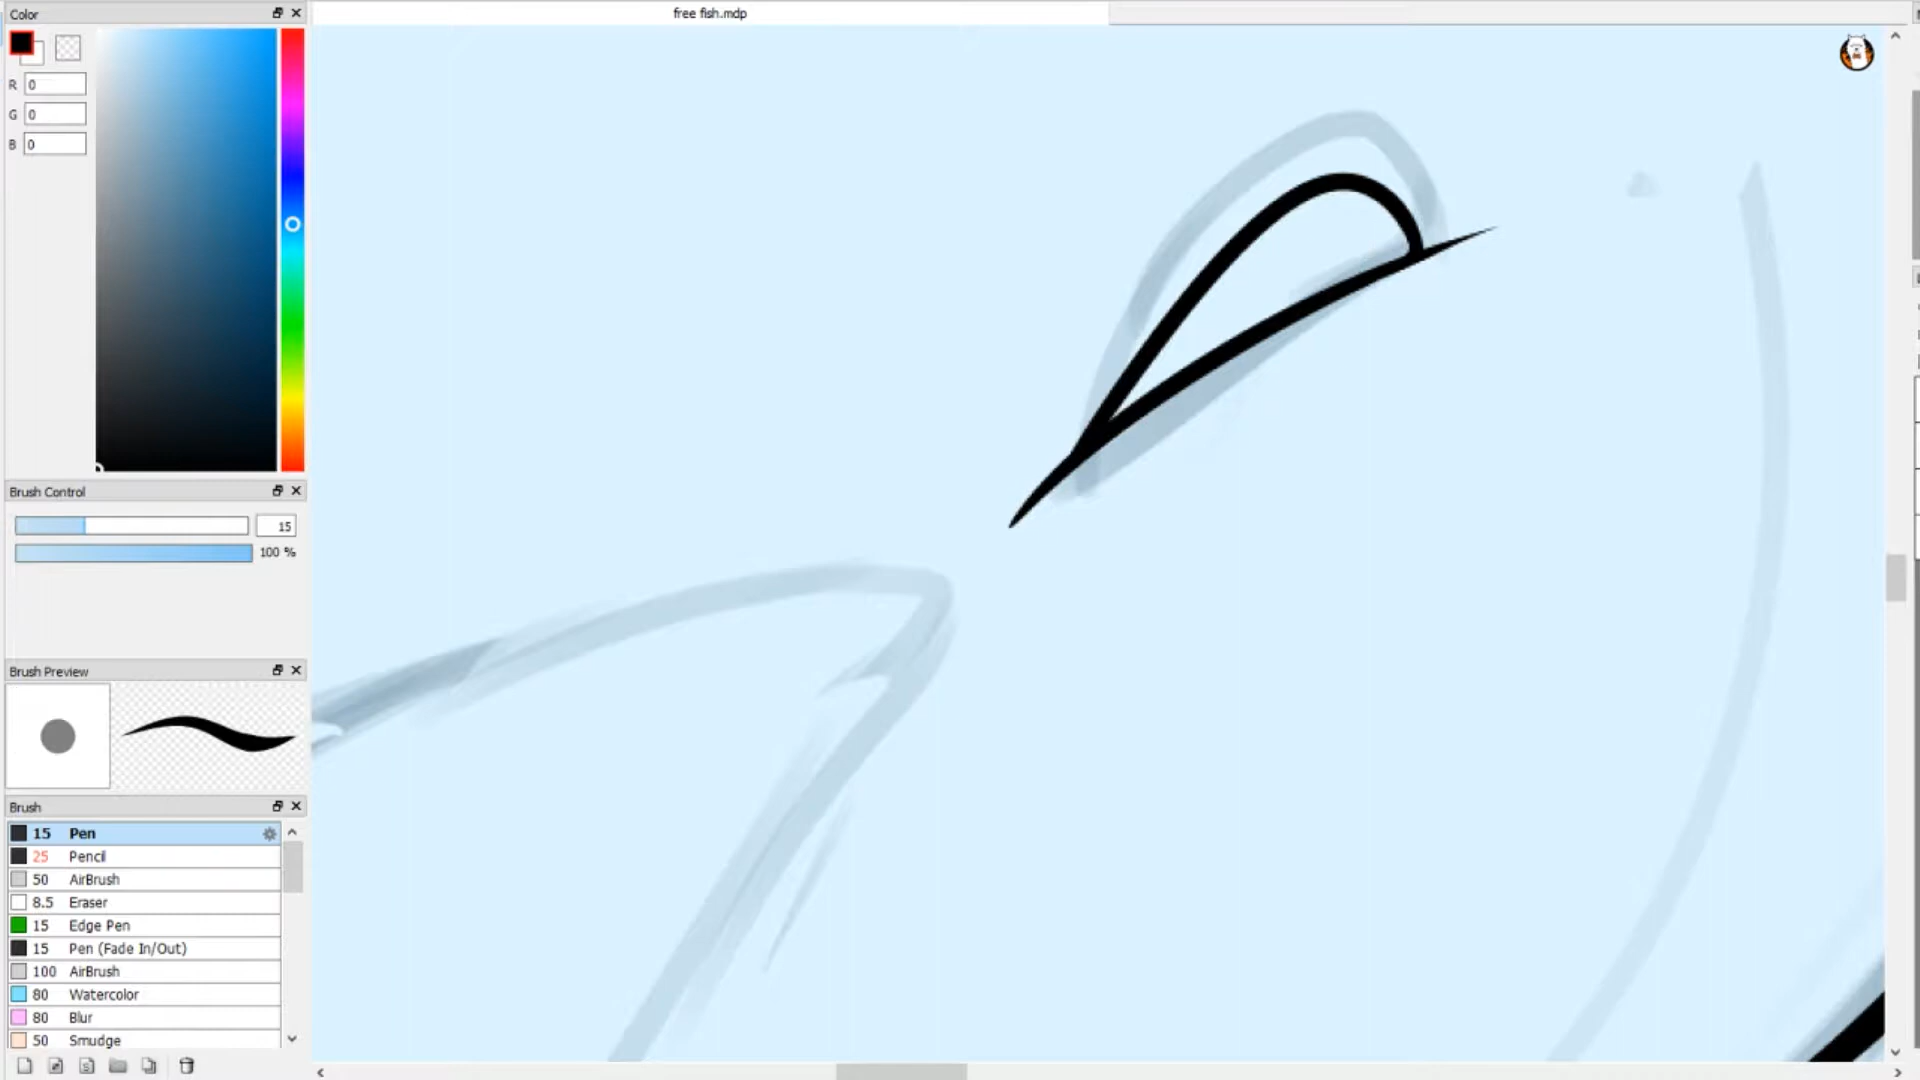 Color
free fish.mdp
R 0
G 0
B 0
Brush Control
15
100 %
Brush Preview
Brush
15 Pen
25 Pencil
50 AirBrush
8.5 Eraser
15 Edge Pen
15 Pen (Fade In/Out)
100 AirBrush
80 Watercolor
80 Blur
50 Smudge